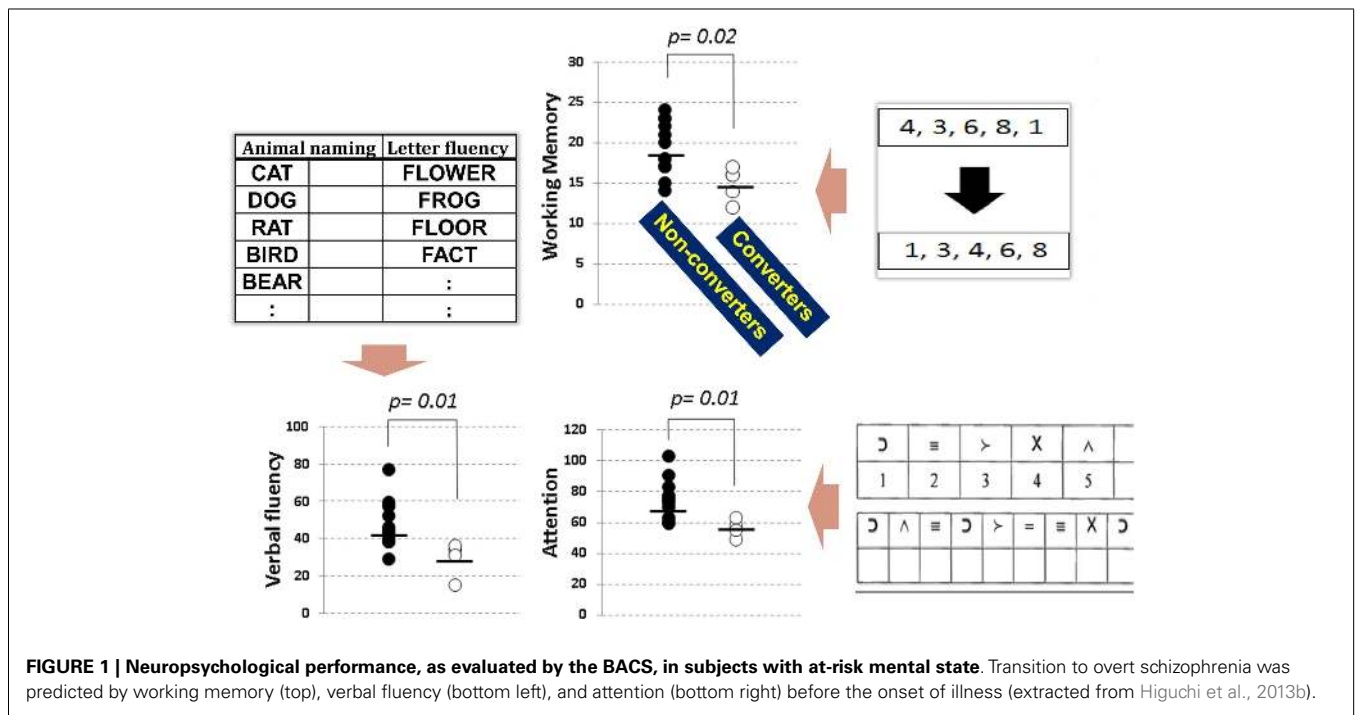 p= 0.02
30
25
20
15
10
5
0
Working Memory
Non-converters
Converters
4, 3, 6, 8, 1
1, 3, 4, 6, 8
Animal naming Letter fluency
CAT FLOWER
DOG FROG
RAT FLOOR
BIRD FACT
BEAR :
: :
p= 0.01
100
80
60
40
20
0
Verbal fluency
p= 0.01
120
100
80
60
40
20
0
Attention
Ɔ ≡ ≻ X ∧
1 2 3 4 5
Ɔ ∧ ≡ Ɔ ≻ = ≡ X Ɔ
FIGURE 1 | Neuropsychological performance, as evaluated by the BACS, in subjects with at-risk mental state. Transition to overt schizophrenia was
predicted by working memory (top), verbal fluency (bottom left), and attention (bottom right) before the onset of illness (extracted from Higuchi et al., 2013b).